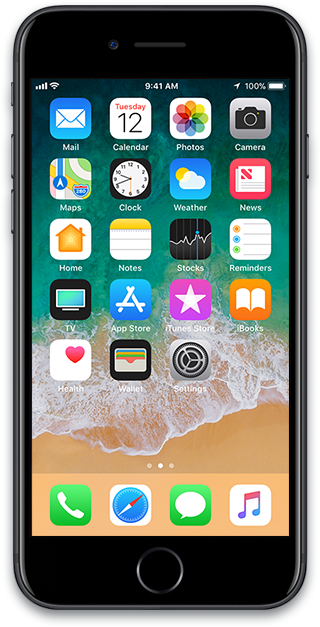 9:41 AM 100%
Tuesday
12
Mail Calendar Photos Camera
280
Maps Clock Weather News
Home Notes Stocks Reminders
TV App Store iTunes Store iBooks
Health Wallet Settings